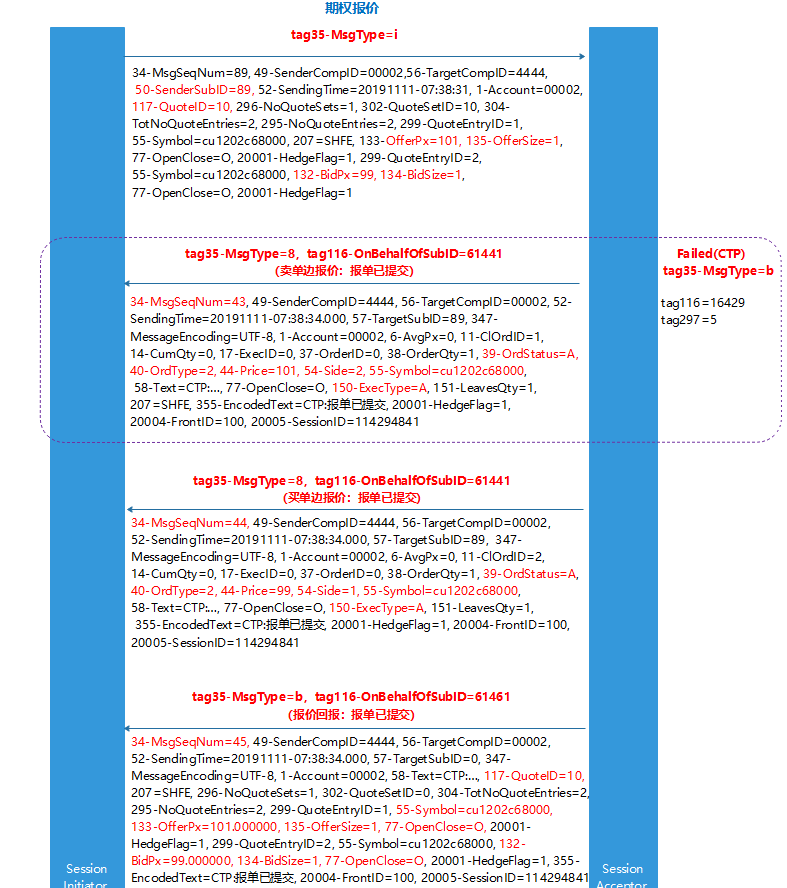 期权报价
tag35-MsgType=i
34-MsgSeqNum=89, 49-SenderCompID=00002,56-TargetCompID=4444,
50-SenderSubID=89, 52-SendingTime=20191111-07:38:31, 1-Account=00002,
117-QuoteID=10, 296-NoQuoteSets=1, 302-QuoteSetID=10, 304-
TotNoQuoteEntries=2, 295-NoQuoteEntries=2, 299-QuoteEntryID=1,
55-Symbol=cu1202c68000, 207=SHFE, 133-OfferPx=101, 135-OfferSize=1,
77-OpenClose=O, 20001-HedgeFlag=1, 299-QuoteEntryID=2,
55-Symbol=cu1202c68000, 132-BidPx=99, 134-BidSize=1,
77-OpenClose=O, 20001-HedgeFlag=1
tag35-MsgType=8, tag116-OnBehalfOfSubID=61441
(卖单边报价：报单已提交)
34-MsgSeqNum=43, 49-SenderCompID=4444, 56-TargetCompID=00002, 52-
SendingTime=20191111-07:38:34.000, 57-TargetSubID=89, 347-
MessageEncoding=UTF-8, 1-Account=00002, 6-AvgPx=0, 11-ClOrdID=1,
14-CumQty=0, 17-ExecID=0, 37-OrderID=0, 38-OrderQty=1, 39-OrdStatus=A,
40-OrdType=2, 44-Price=101, 54-Side=2, 55-Symbol=cu1202c68000,
58-Text=CTP:..., 77-OpenClose=O, 150-ExecType=A, 151-LeavesQty=1,
207=SHFE, 355-EncodedText=CTP:报单已提交, 20001-HedgeFlag=1,
20004-FrontID=100, 20005-SessionID=114294841
Failed(CTP)
tag35-MsgType=b
tag116=16429
tag297=5
tag35-MsgType=8, tag116-OnBehalfOfSubID=61441
(买单边报价：报单已提交)
34-MsgSeqNum=44, 49-SenderCompID=4444, 56-TargetCompID=00002,
52-SendingTime=20191111-07:38:34.000, 57-TargetSubID=89, 347-
MessageEncoding=UTF-8, 1-Account=00002, 6-AvgPx=0, 11-ClOrdID=2,
14-CumQty=0, 17-ExecID=0, 37-OrderID=0, 38-OrderQty=1, 39-OrdStatus=A,
40-OrdType=2, 44-Price=99, 54-Side=1, 55-Symbol=cu1202c68000,
58-Text=CTP:..., 77-OpenClose=O, 150-ExecType=A, 151-LeavesQty=1,
355-EncodedText=CTP:报单已提交, 20001-HedgeFlag=1, 20004-FrontID=100,
20005-SessionID=114294841
tag35-MsgType=b, tag116-OnBehalfOfSubID=61461
(报价回报：报单已提交)
34-MsgSeqNum=45, 49-SenderCompID=4444, 56-TargetCompID=00002,
52-SendingTime=20191111-07:38:34.000, 57-TargetSubID=0, 347-
MessageEncoding=UTF-8, 1-Account=00002, 58-Text=CTP:..., 117-QuoteID=10,
207=SHFE, 296-NoQuoteSets=1, 302-QuoteSetID=0, 304-TotNoQuoteEntries=2,
295-NoQuoteEntries=2, 299-QuoteEntryID=1, 55-Symbol=cu1202c68000,
133-OfferPx=101.000000, 135-OfferSize=1, 77-OpenClose=O, 20001-
HedgeFlag=1, 299-QuoteEntryID=2, 55-Symbol=cu1202c68000, 132-
BidPx=99.000000, 134-BidSize=1, 77-OpenClose=O, 20001-HedgeFlag=1, 355-
EncodedText=CTP:报单已提交, 20004-FrontID=100, 20005-SessionID=114294841
Session
Initiator
Session
Acceptor